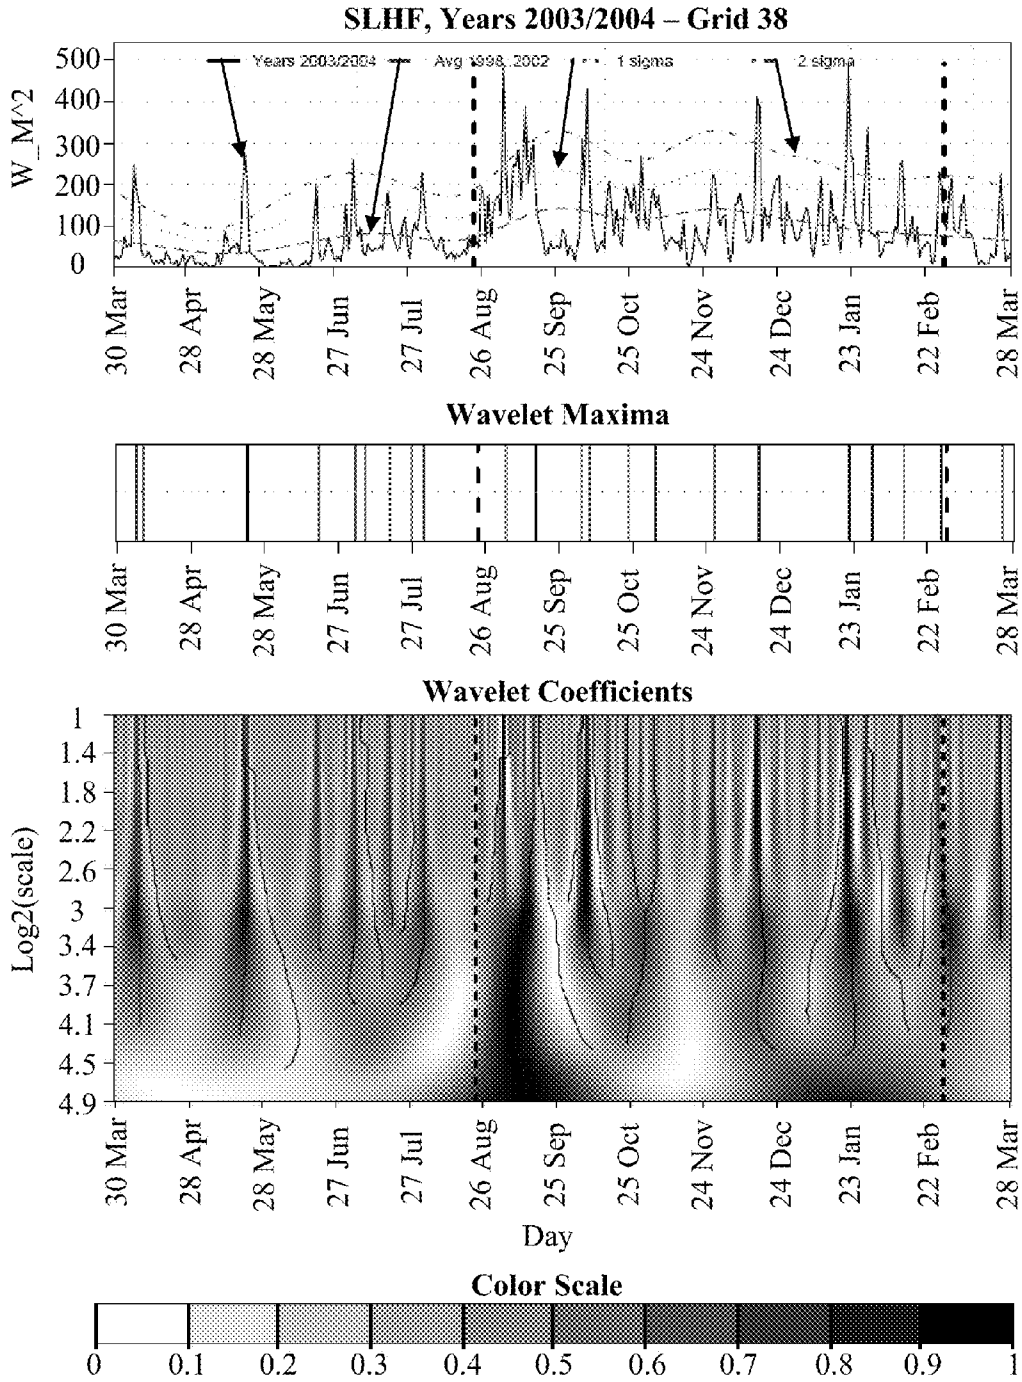 SLHF, Years 2003/2004 – Grid 38
Years 2003/2004 Avg 1998_2002 1 sigma 2 sigma
W_M^2
500
400
300
200
100
0
30 Mar 28 Apr 28 May 27 Jun 27 Jul 26 Aug 25 Sep 25 Oct 24 Nov 24 Dec 23 Jan 22 Feb 28 Mar
Wavelet Maxima
30 Mar 28 Apr 28 May 27 Jun 27 Jul 26 Aug 25 Sep 25 Oct 24 Nov 24 Dec 23 Jan 22 Feb 28 Mar
Wavelet Coefficients
Log2(scale)
1
1.4
1.8
2.2
2.6
3
3.4
3.7
4.1
4.5
4.9
30 Mar 28 Apr 28 May 27 Jun 27 Jul 26 Aug 25 Sep 25 Oct 24 Nov 24 Dec 23 Jan 22 Feb 28 Mar
Day
Color Scale
0 0.1 0.2 0.3 0.4 0.5 0.6 0.7 0.8 0.9 1